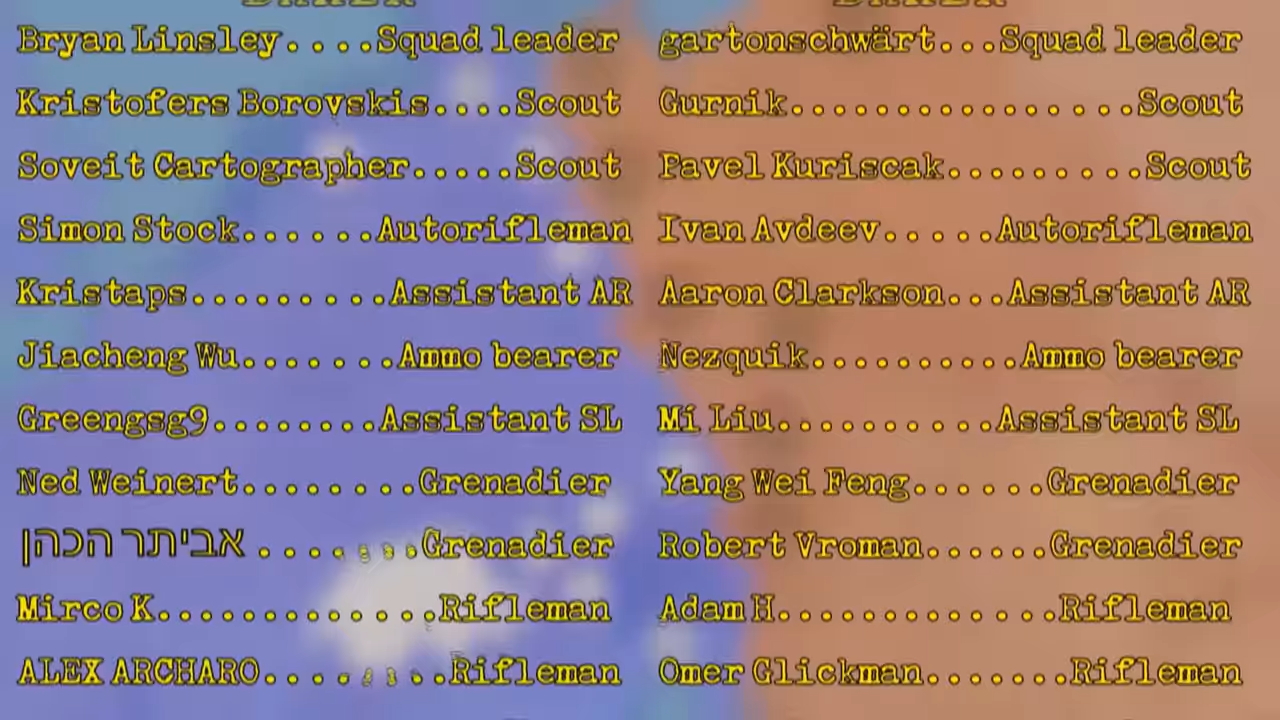 Bryan Linsley....Squad leader
Kristofers Borovskis....Scout
Soveit Cartographer.....Scout
Simon Stock......Autorifleman
Kristaps.........Assistant AR
Jiacheng Wu.......Ammo bearer
Greengsg9........Assistant SL
Ned Weinert........Grenadier
אביתר הכהן ........Grenadier
Mirco K.............Rifleman
ALEX ARCHARO........Rifleman
gartonschwärt...Squad leader
Gurnik................Scout
Pavel Kuriscak.........Scout
Ivan Avdeev.....Autorifleman
Aaron Clarkson...Assistant AR
Nezquik..........Ammo bearer
Mi Liu..........Assistant SL
Yang Wei Feng......Grenadier
Robert Vroman......Grenadier
Adam H.............Rifleman
Omer Glickman.......Rifleman